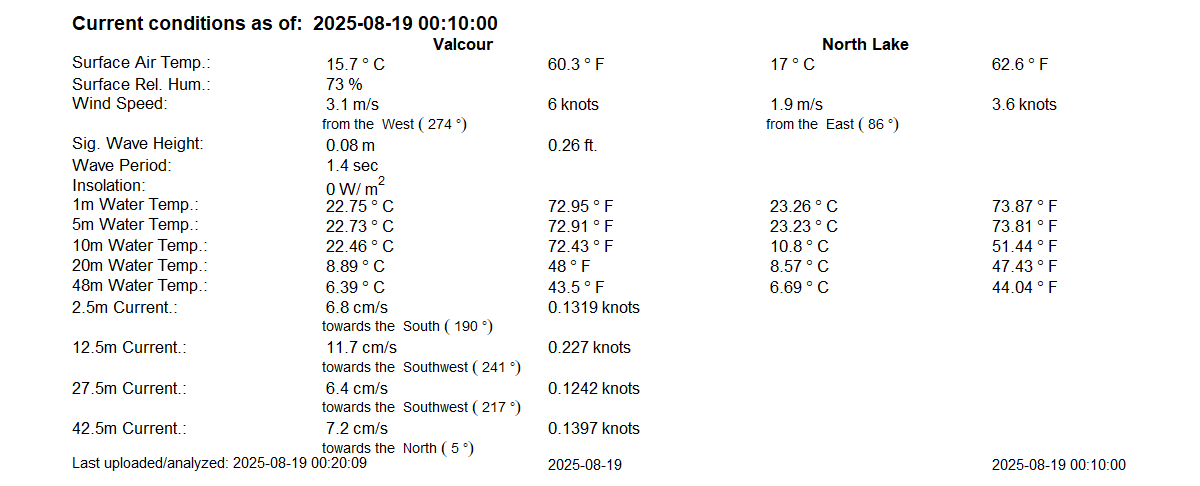 Current conditions as of: 2025-08-19 00:10:00
Valcour North Lake
Surface Air Temp.: 15.7 ° C 60.3 ° F 17 ° C 62.6 ° F
Surface Rel. Hum.: 73 %
Wind Speed: 3.1 m/s 6 knots 1.9 m/s 3.6 knots
from the West ( 274 °) from the East ( 86 °)
Sig. Wave Height: 0.08 m 0.26 ft.
Wave Period: 1.4 sec
Insolation: 0 W/ m2
1m Water Temp.: 22.75 ° C 72.95 ° F 23.26 ° C 73.87 ° F
5m Water Temp.: 22.73 ° C 72.91 ° F 23.23 ° C 73.81 ° F
10m Water Temp.: 22.46 ° C 72.43 ° F 10.8 ° C 51.44 ° F
20m Water Temp.: 8.89 ° C 48 ° F 8.57 ° C 47.43 ° F
48m Water Temp.: 6.39 ° C 43.5 ° F 6.69 ° C 44.04 ° F
2.5m Current.: 6.8 cm/s 0.1319 knots
towards the South ( 190 °)
12.5m Current.: 11.7 cm/s 0.227 knots
towards the Southwest ( 241 °)
27.5m Current.: 6.4 cm/s 0.1242 knots
towards the Southwest ( 217 °)
42.5m Current.: 7.2 cm/s 0.1397 knots
towards the North ( 5 °)
Last uploaded/analyzed: 2025-08-19 00:20:09 2025-08-19 2025-08-19 00:10:00